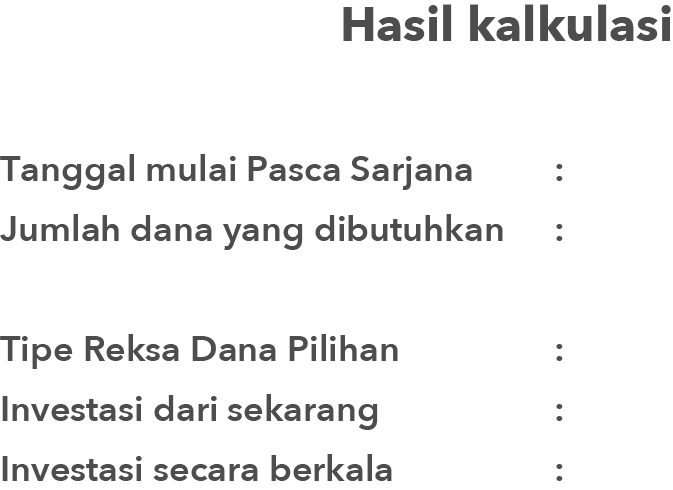 Hasil kalkulasi
Tanggal mulai Pasca Sarjana :
Jumlah dana yang dibutuhkan :
Tipe Reksa Dana Pilihan :
Investasi dari sekarang :
Investasi secara berkala :